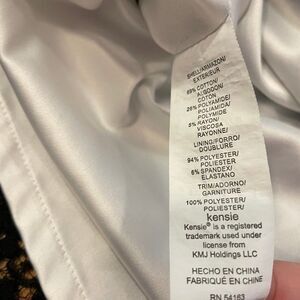 SHELL/ARMAZON/
EXTERIEUR
69% COTTON/
ALGODON/
COTON
26% POLYAMIDE/
POLIAMIDA/
POLYMIDE
5% RAYON/
VISCOSA
RAYONNE/
LINING/FORRO/
DOUBLURE
94% POLYESTER/
POLIESTER
6% SPANDEX/
ELASTANO
TRIM/ADORNO/
GARNITURE
100% POLYESTER/
POLIESTER/
kensie
Kensie® is a registered
trademark used under
license from
KMJ Holdings LLC
HECHO EN CHINA
FABRIQUÉ EN CHINE
RN 54163